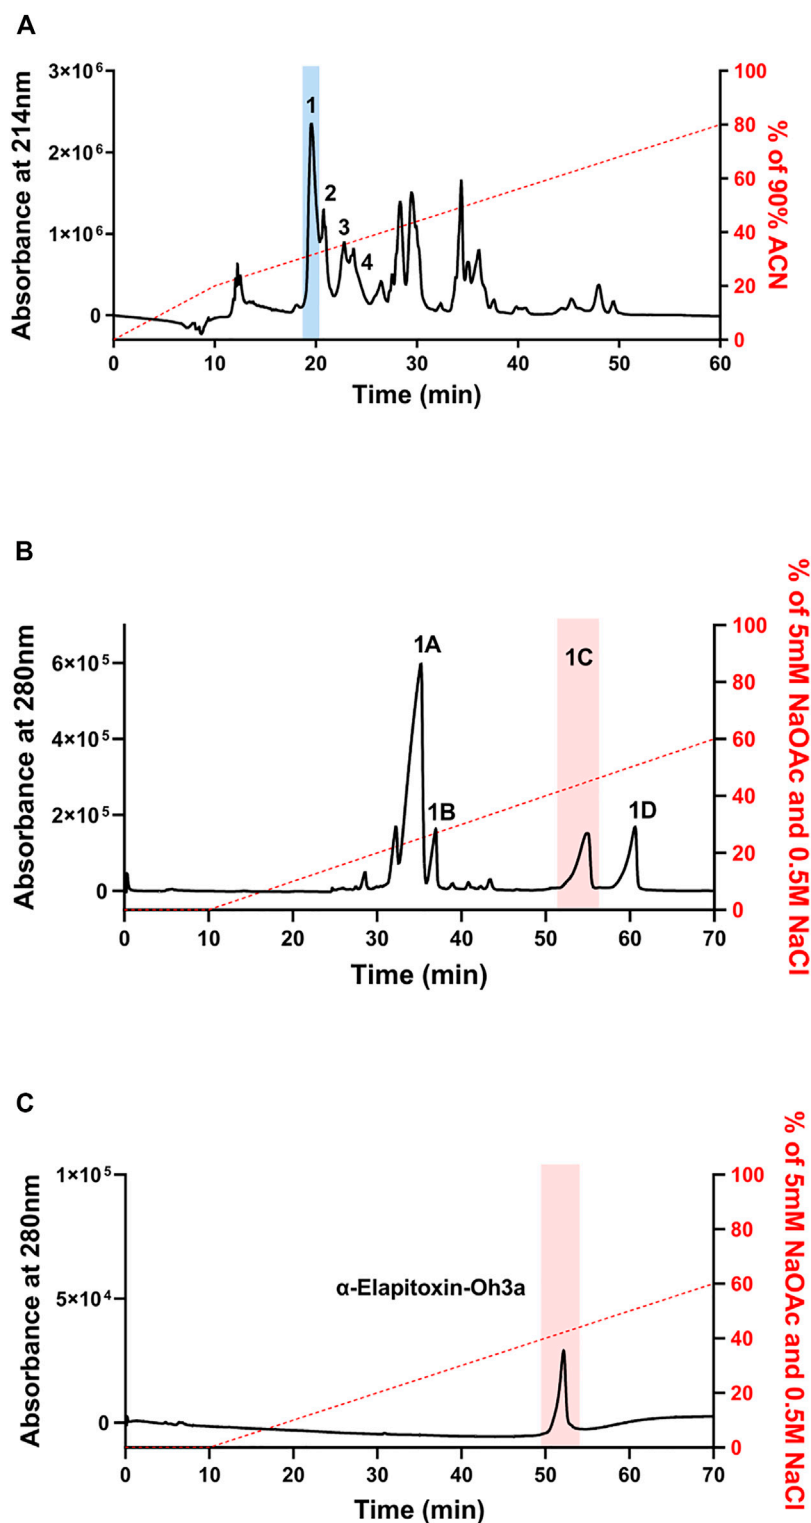 A
Absorbance at 214nm
3×10⁶
2×10⁶
1×10⁶
0
1
2
3
4
100
80
60
40
20
0
% of 90% ACN
0 10 20 30 40 50 60
Time (min)
B
Absorbance at 280nm
6×10⁵
4×10⁵
2×10⁵
0
1A
1B
1C
1D
100
80
60
40
20
0
% of 5mM NaOAc and 0.5M NaCl
0 10 20 30 40 50 60 70
Time (min)
C
Absorbance at 280nm
1×10⁵
5×10⁴
0
α-Elapitoxin-Oh3a
100
80
60
40
20
0
% of 5mM NaOAc and 0.5M NaCl
0 10 20 30 40 50 60 70
Time (min)